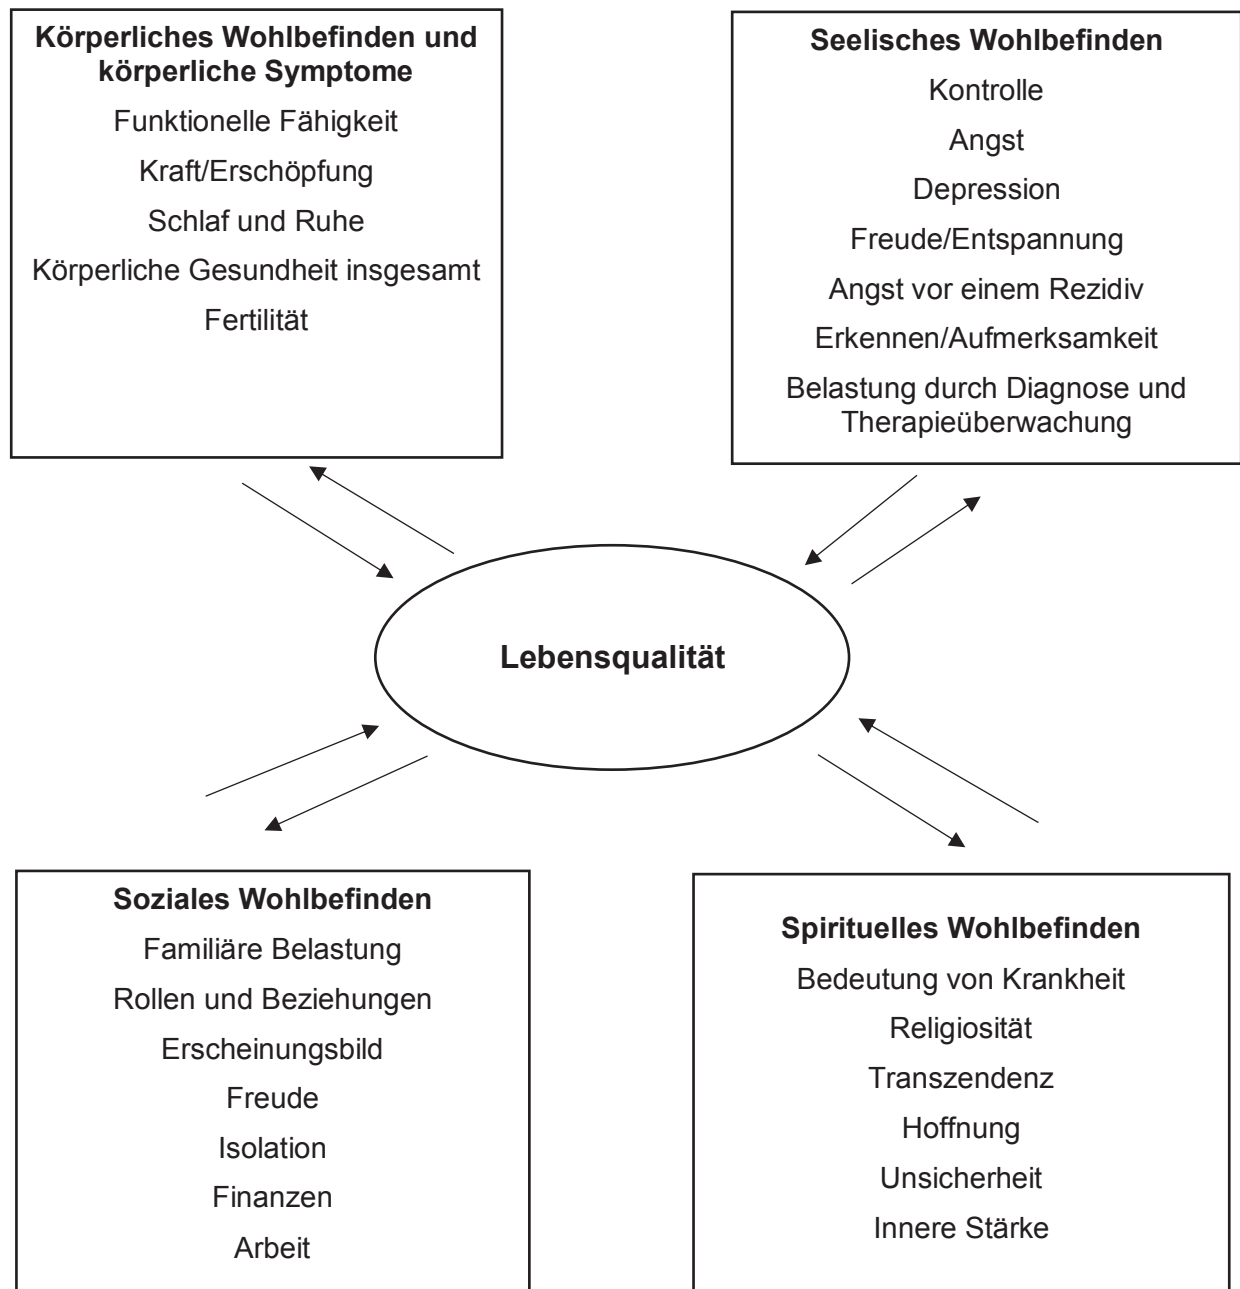 Körperliches Wohlbefinden und
körperliche Symptome
Funktionelle Fähigkeit
Kraft/Erschöpfung
Schlaf und Ruhe
Körperliche Gesundheit insgesamt
Fertilität
Seelisches Wohlbefinden
Kontrolle
Angst
Depression
Freude/Entspannung
Angst vor einem Rezidiv
Erkennen/Aufmerksamkeit
Belastung durch Diagnose und
Therapieüberwachung
Lebensqualität
Soziales Wohlbefinden
Familiäre Belastung
Rollen und Beziehungen
Erscheinungsbild
Freude
Isolation
Finanzen
Arbeit
Spirituelles Wohlbefinden
Bedeutung von Krankheit
Religiosität
Transzendenz
Hoffnung
Unsicherheit
Innere Stärke